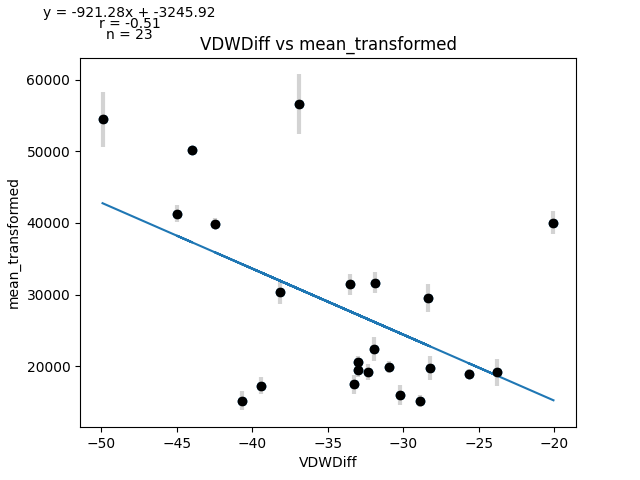 y = -921.28x + -3245.92
r = -0.51
n = 23
VDWDiff vs mean_transformed
60000
50000
40000
30000
20000
mean_transformed
−50
−45
−40
−35
−30
−25
−20
VDWDiff